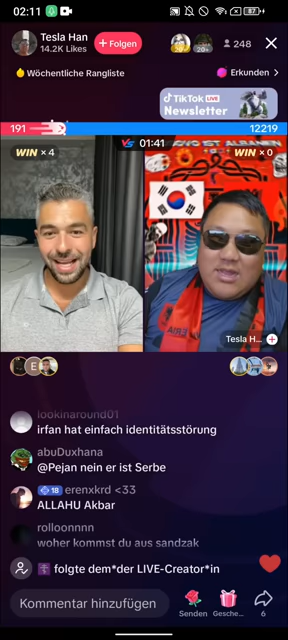 02:11
87
Tesla Han
14.2K Likes
+ Folgen
20+
248
Wöchentliche Rangliste
Erkunden >
TikTok LIVE
Newsletter
191
12219
WIN × 4
VS 01:41
WIN × 0
Tesla H...
E
lookinaround01
irfan hat einfach identitätsstörung
abuDuxhana
@Pejan nein er ist Serbe
18 erenxkrd <33
ALLAHU Akbar
rolloonnnn
woher kommst du aus sandzak
folgte dem*der LIVE-Creator*in
Kommentar hinzufügen
Senden
Gesche...
6